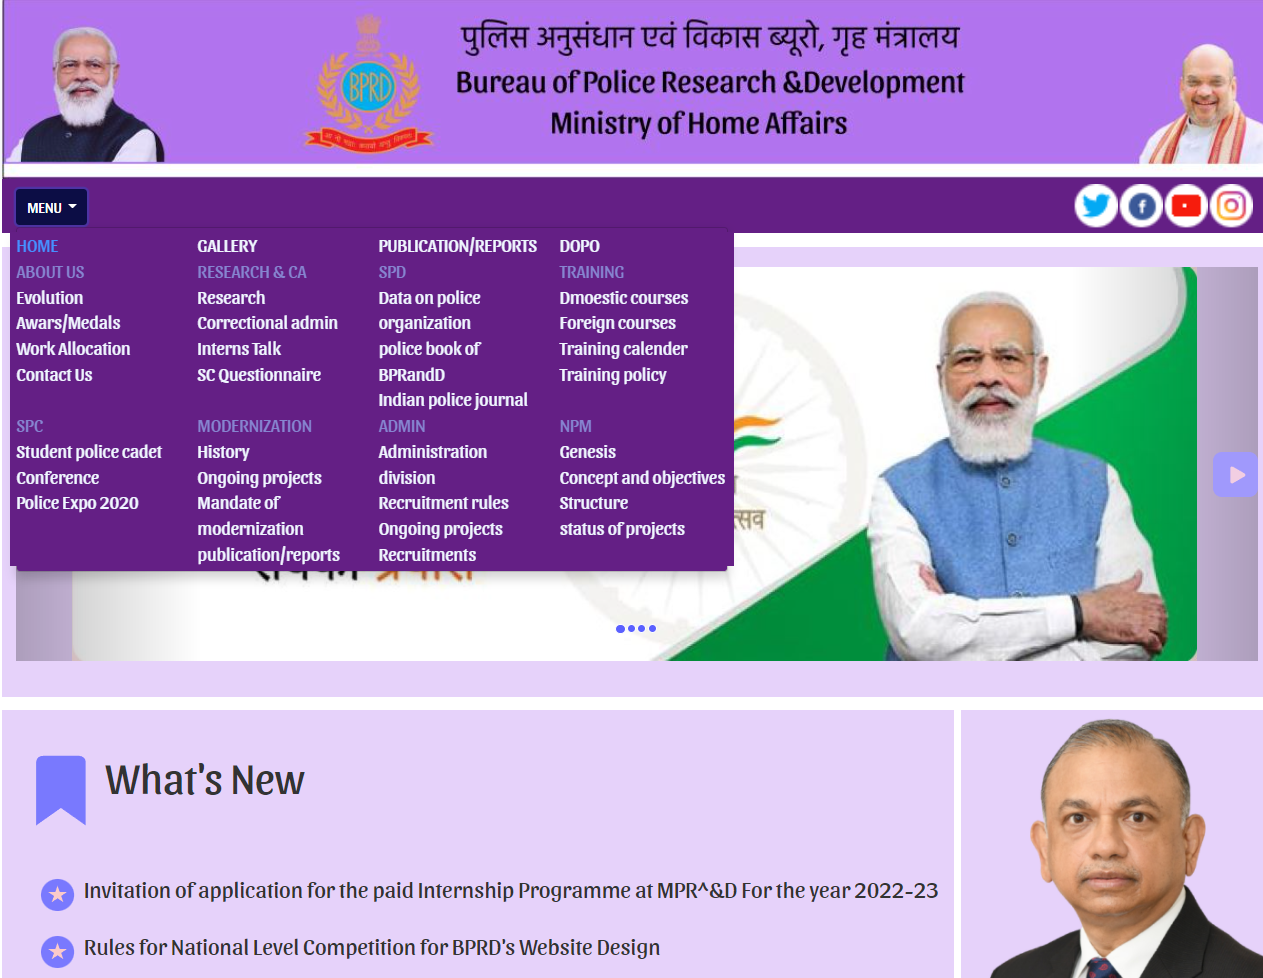 पुलिस अनुसंधान एवं विकास ब्यूरो, गृह मंत्रालय
Bureau of Police Research &Development
Ministry of Home Affairs
BPRD
MENU
HOME
GALLERY
PUBLICATION/REPORTS
DOPO
ABOUT US
Evolution
Awars/Medals
Work Allocation
Contact Us
RESEARCH & CA
Research
Correctional admin
Interns Talk
SC Questionnaire
SPD
Data on police
organization
police book of
BPRandD
Indian police journal
TRAINING
Dmoestic courses
Foreign courses
Training calender
Training policy
SPC
Student police cadet
Conference
Police Expo 2020
MODERNIZATION
History
Ongoing projects
Mandate of
modernization
publication/reports
ADMIN
Administration
division
Recruitment rules
Ongoing projects
Recruitments
NPM
Genesis
Concept and objectives
Structure
status of projects
What's New
Invitation of application for the paid Internship Programme at MPR^&D For the year 2022-23
Rules for National Level Competition for BPRD's Website Design